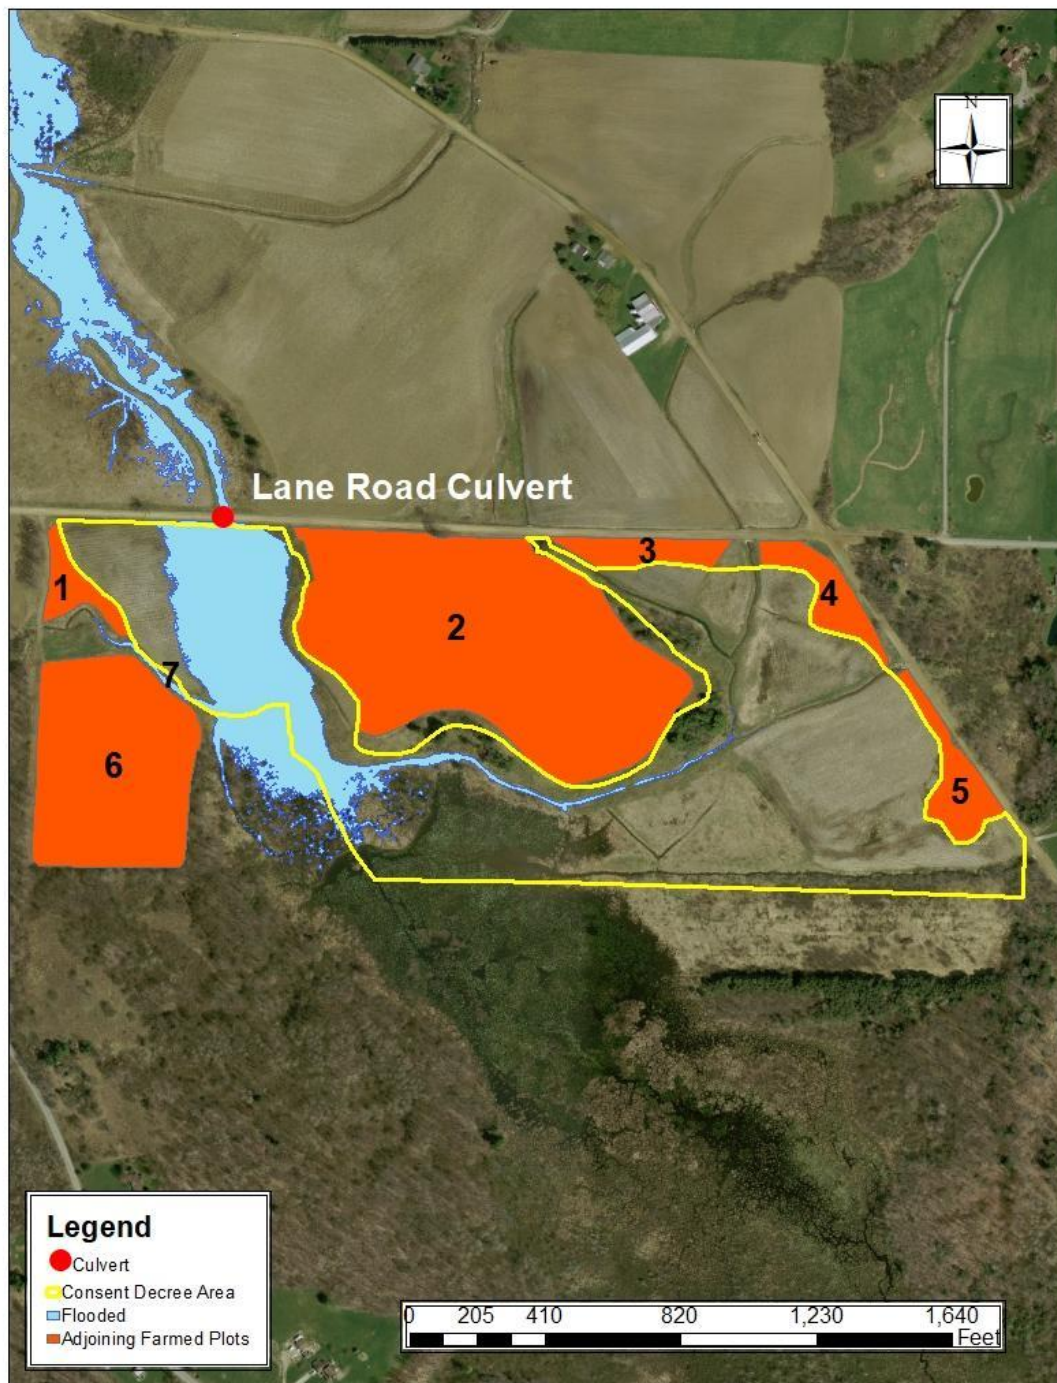 N
Lane Road Culvert
1
2
3
4
5
6
7
Legend
Culvert
Consent Decree Area
Flooded
Adjoining Farmed Plots
0 205 410 820 1,230 1,640
Feet